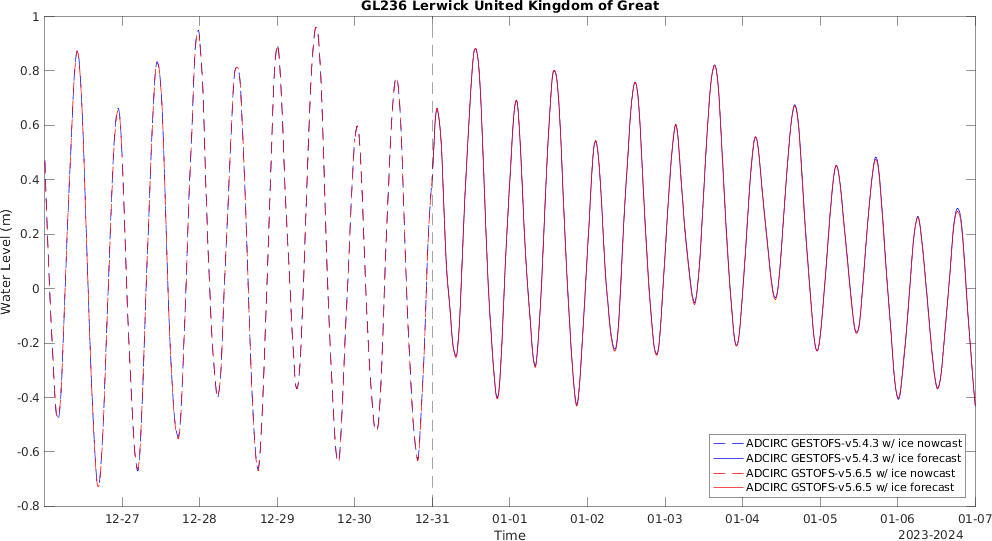 GL236 Lerwick United Kingdom of Great
1
0.8
0.6
0.4
0.2
0
-0.2
-0.4
-0.6
-0.8
Water Level (m)
ADCIRC GESTOFS-v5.4.3 w/ ice nowcast
ADCIRC GESTOFS-v5.4.3 w/ ice forecast
ADCIRC GSTOFS-v5.6.5 w/ ice nowcast
ADCIRC GSTOFS-v5.6.5 w/ ice forecast
12-27 12-28 12-29 12-30 12-31 01-01 01-02 01-03 01-04 01-05 01-06 01-07
Time
2023-2024